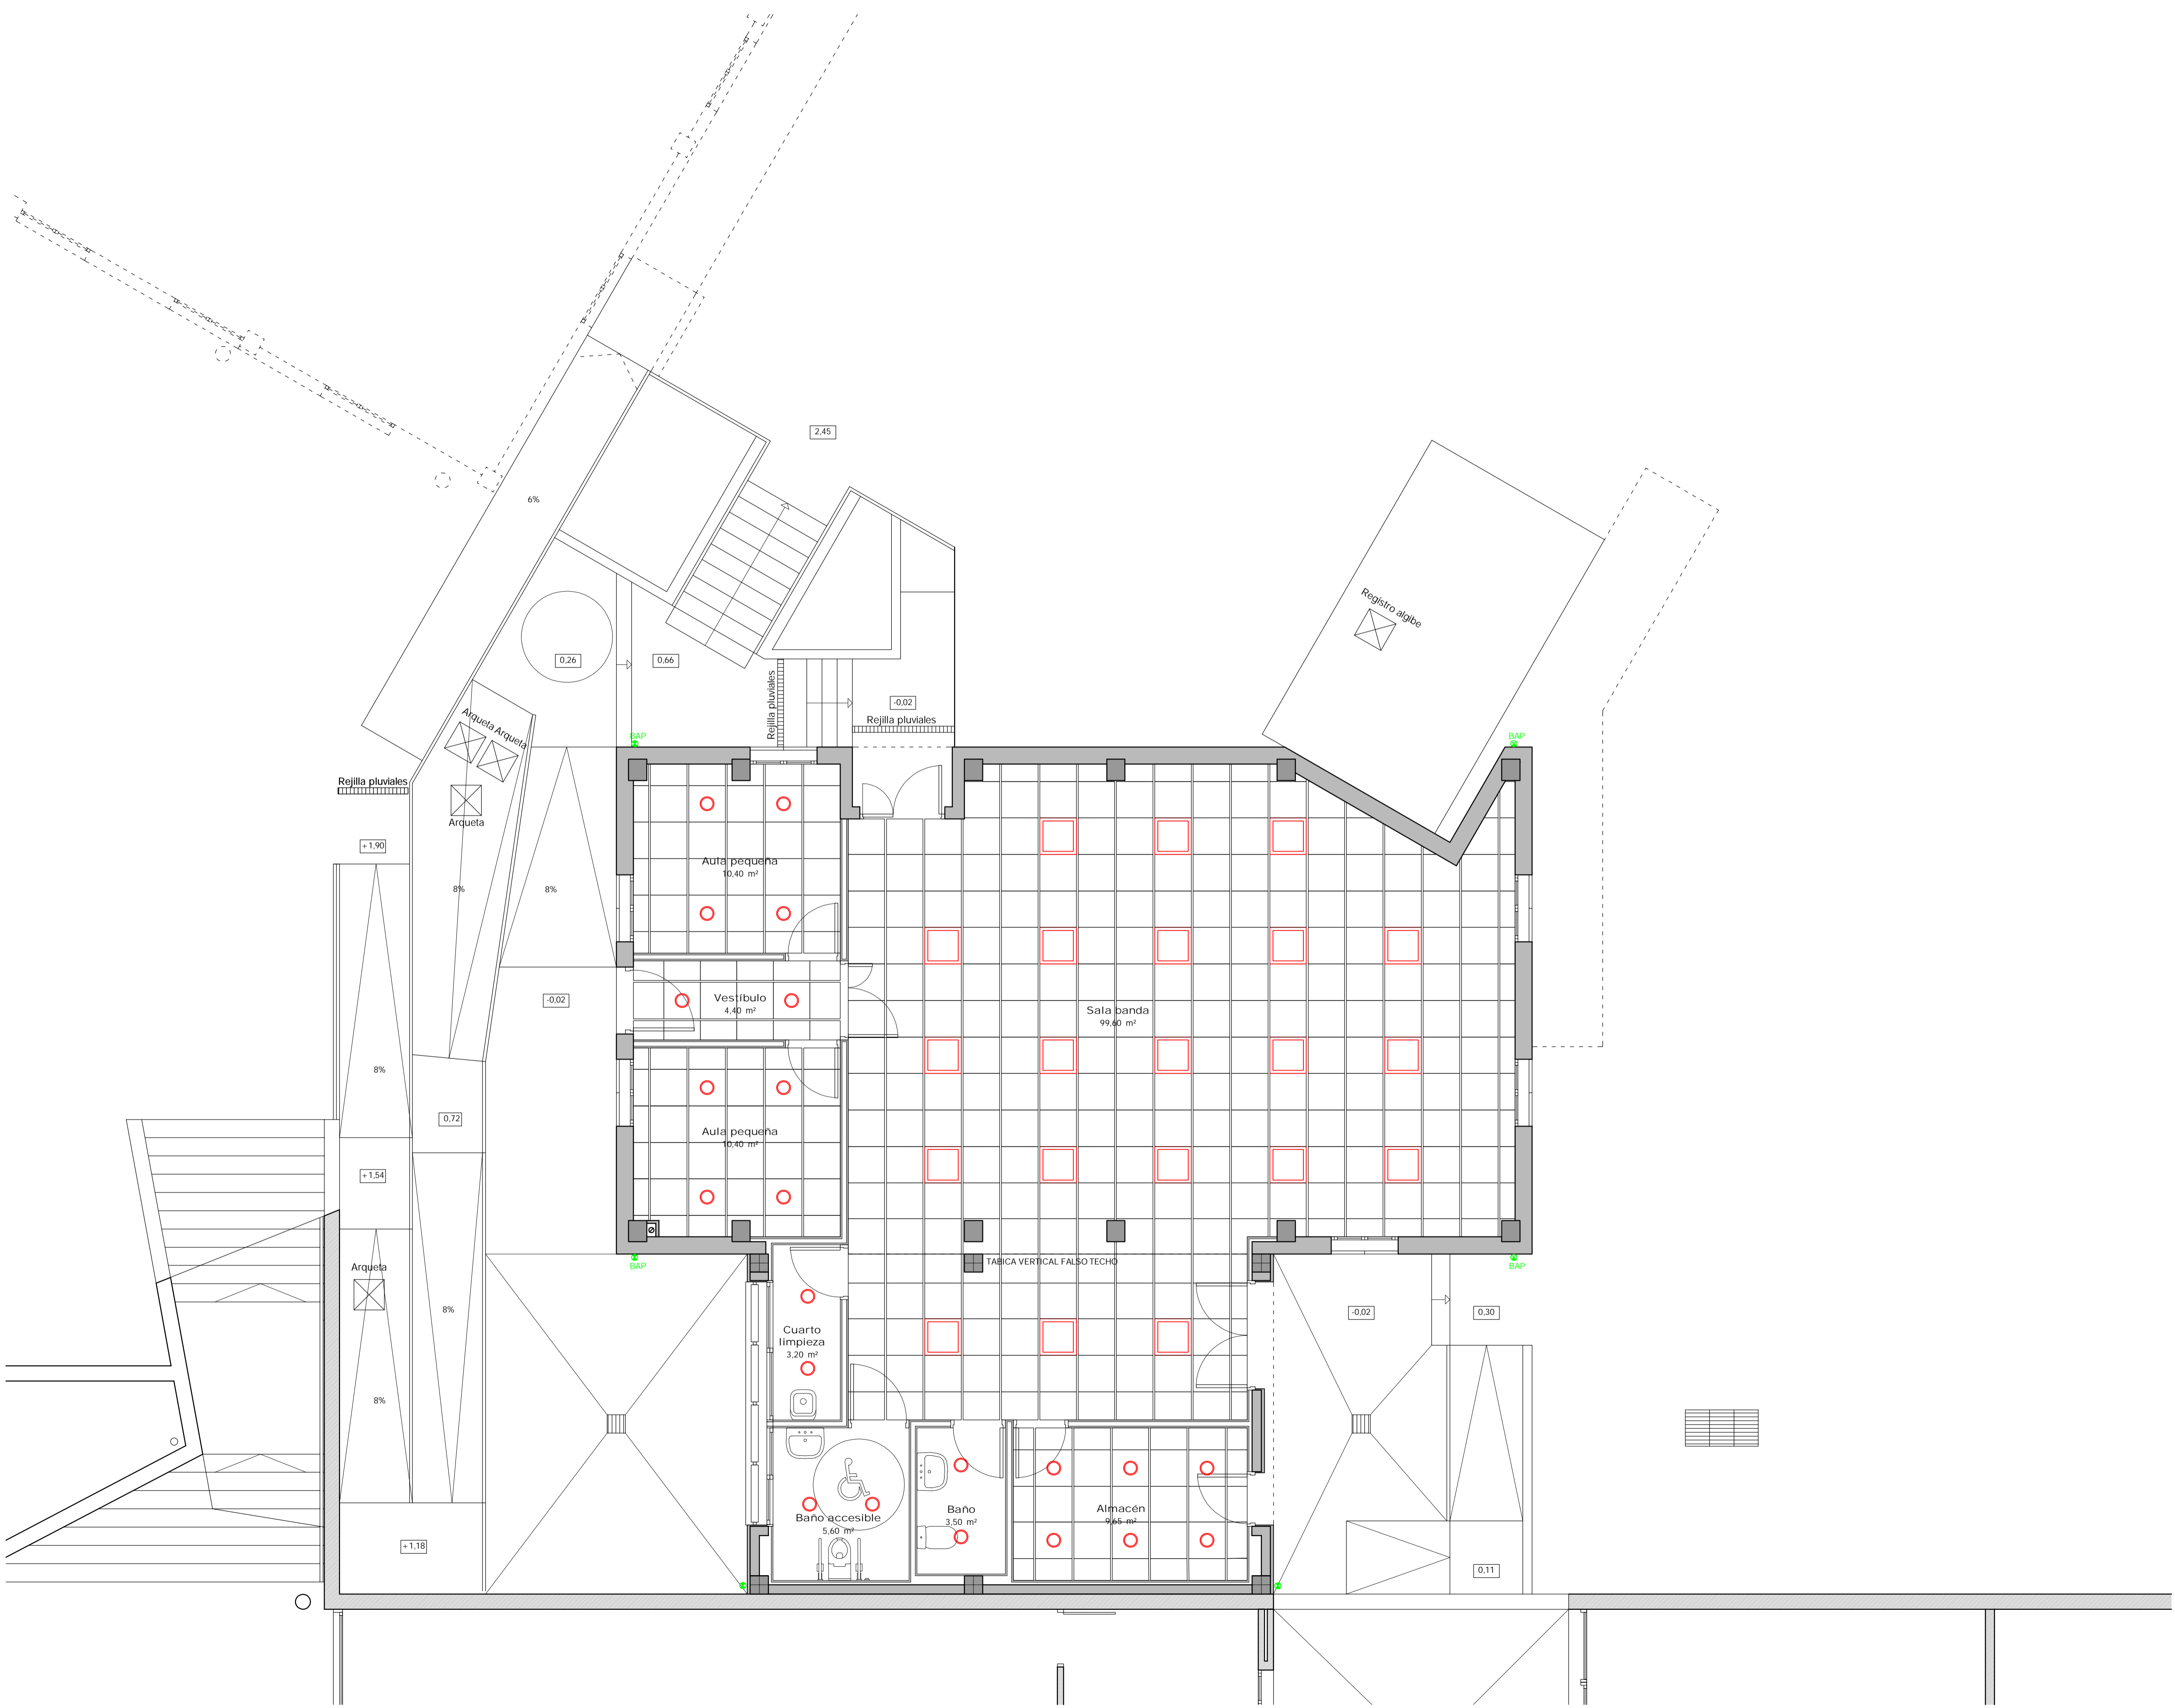 2,45
6%
Registro algibe
0,26
0,66
Rejilla pluviales
-0,02
Rejilla pluviales
Arqueta
Arqueta
BAP
BAP
Rejilla pluviales
Arqueta
+1,90
Aula pequeña
10,40 m²
8%
8%
Vestíbulo
4,40 m²
-0,02
Sala banda
99,60 m²
8%
0,72
Aula pequeña
10,40 m²
+1,54
Arqueta
BAP
TABICA VERTICAL FALSO TECHO
BAP
8%
-0,02
0,30
Cuarto
limpieza
3,20 m²
8%
Baño accesible
5,60 m²
Baño
3,50 m²
Almacén
9,65 m²
+1,18
0,11